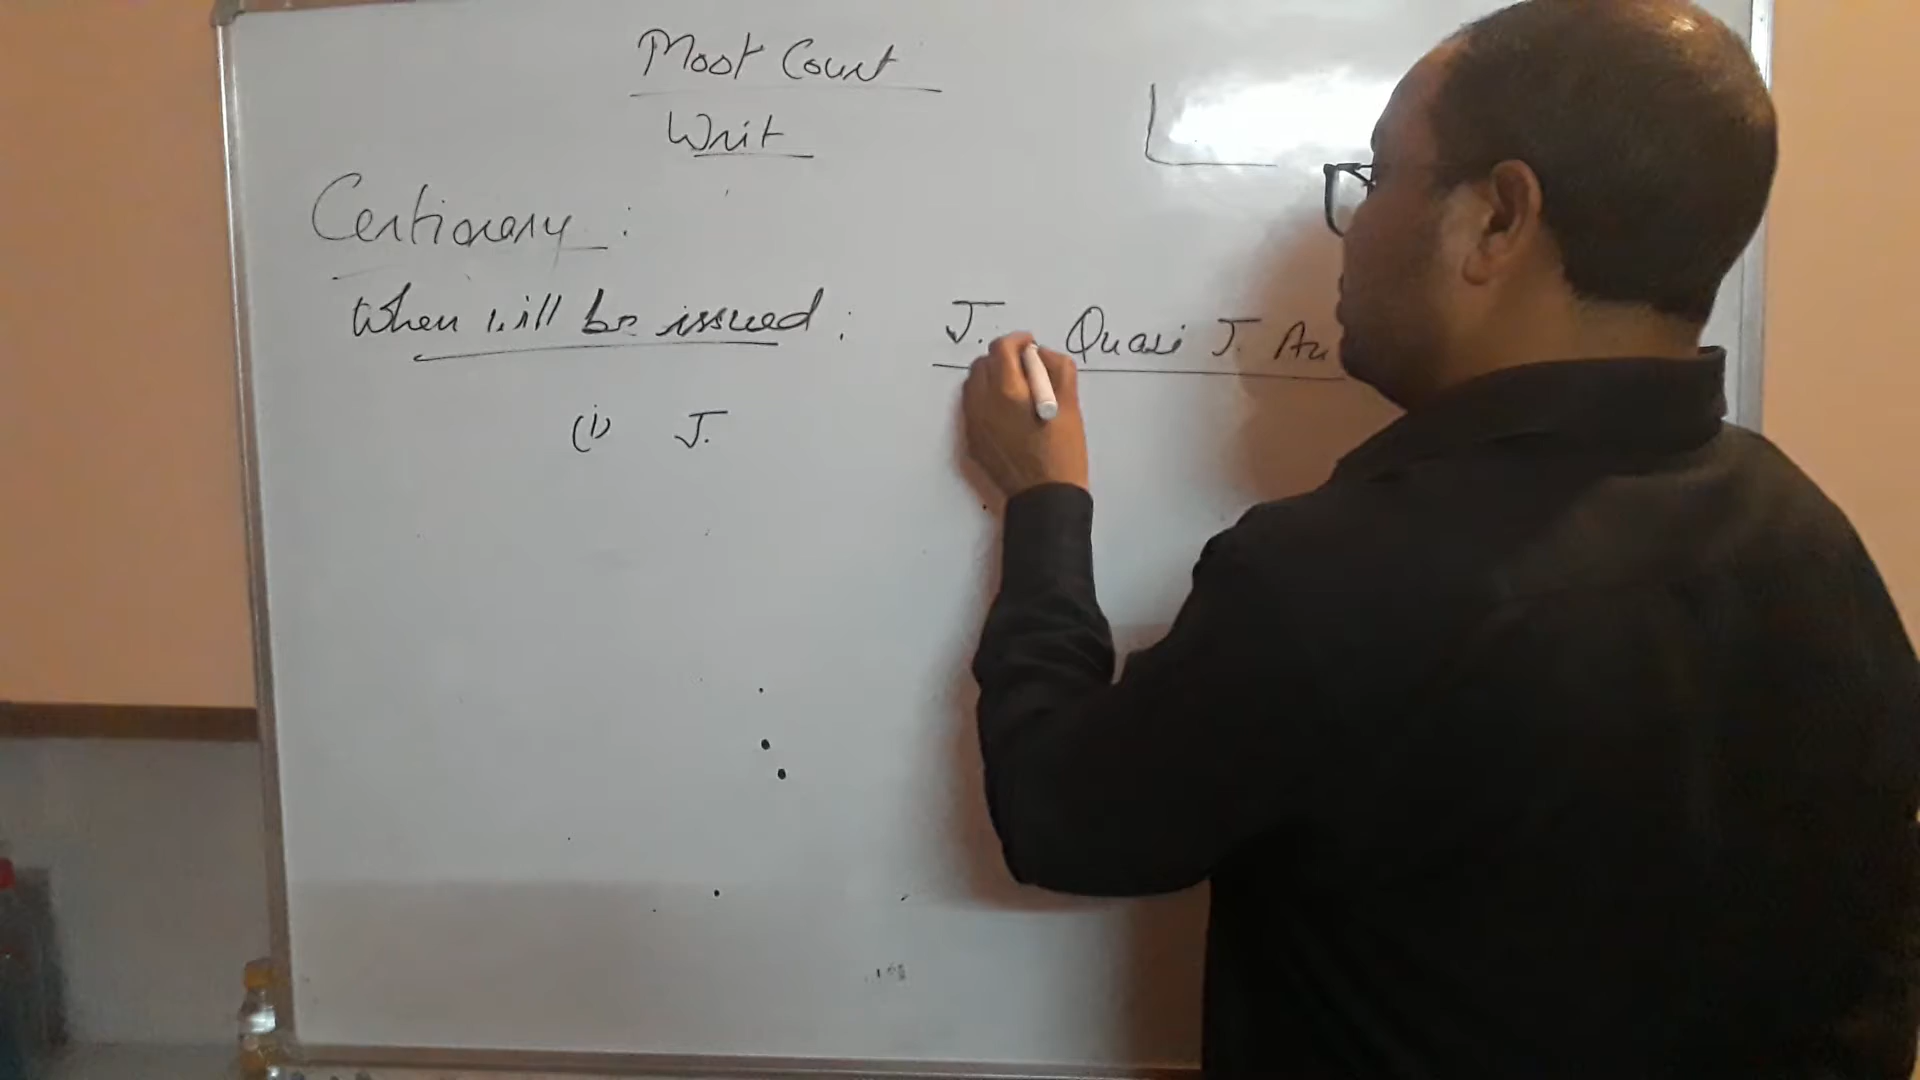 Moot Court
Writ
Certiorary :
When will be issued : J. Quasi J. Au
(i) J.